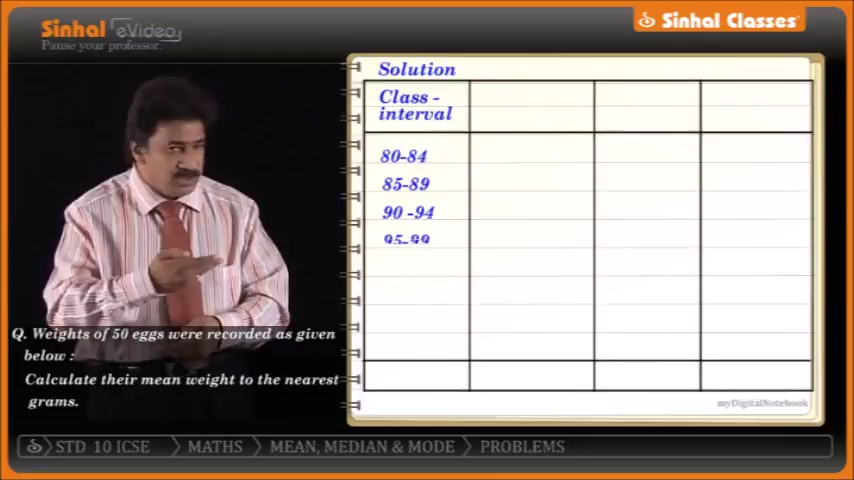 Sinhal eVideo
Pause your professor.
Sinhal Classes
Solution
Class -
interval
80-84
85-89
90 -94
95-99
Q. Weights of 50 eggs were recorded as given
below :
Calculate their mean weight to the nearest
grams.
myDigitalNotebook
STD 10 ICSE
MATHS
MEAN, MEDIAN & MODE
PROBLEMS